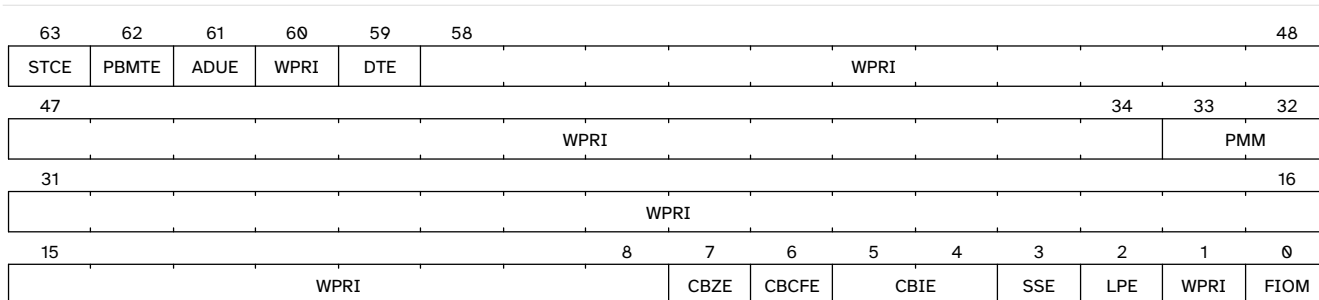 63 62 61 60 59 58 48
STCE PBMTE ADUE WPRI DTE WPRI
47 34 33 32
WPRI PMM
31 16
WPRI
15 8 7 6 5 4 3 2 1 0
WPRI CBZE CBCFE CBIE SSE LPE WPRI FIOM